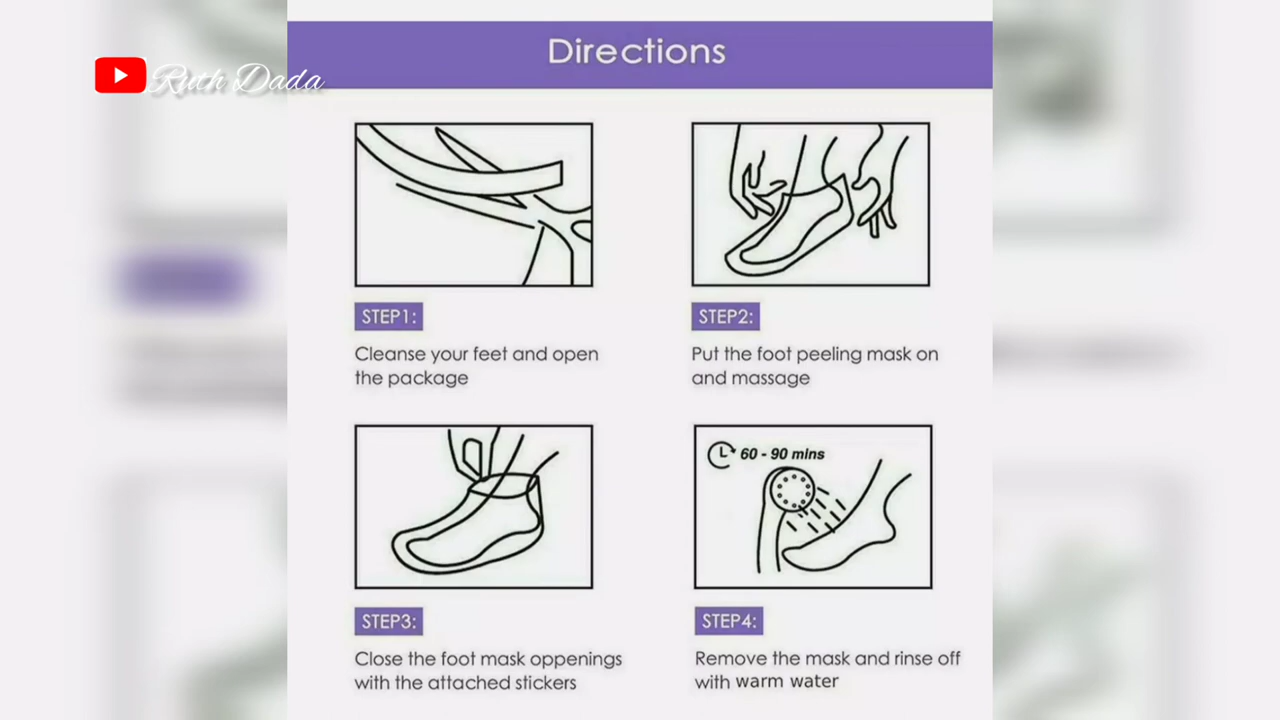 Directions
Ruth Dada
STEP1:
Cleanse your feet and open
the package
STEP2:
Put the foot peeling mask on
and massage
60 - 90 mins
STEP3:
Close the foot mask oppenings
with the attached stickers
STEP4:
Remove the mask and rinse off
with warm water